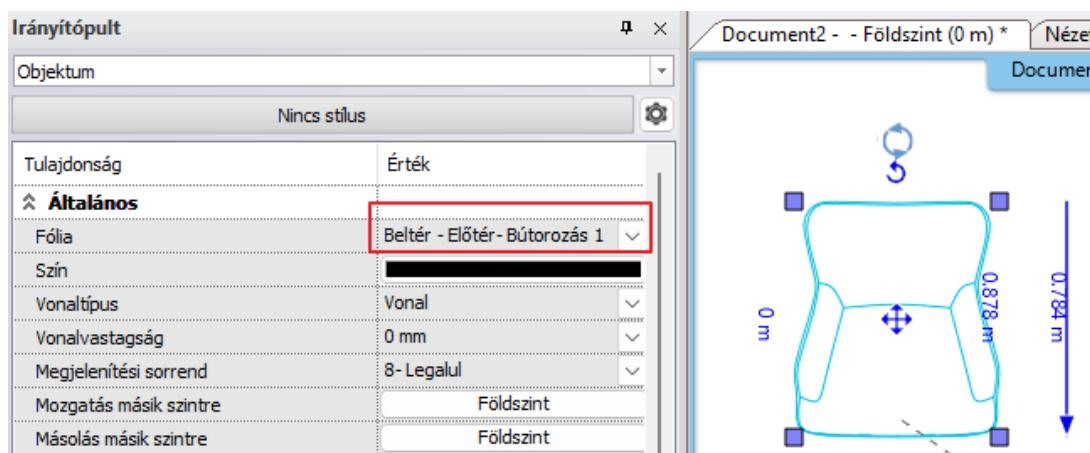 Irányítópult
Objektum
Nincs stílus
Tulajdonság Érték
Általános
Fólia Beltér - Előtér- Bútorozás 1
Szín
Vonaltípus Vonal
Vonalvastagság 0 mm
Megjelenítési sorrend 8- Legalul
Mozgatás másik szintre Földszint
Másolás másik szintre Földszint
Document2 - - Földszint (0 m) *
0 m
0.878 m
0.784 m